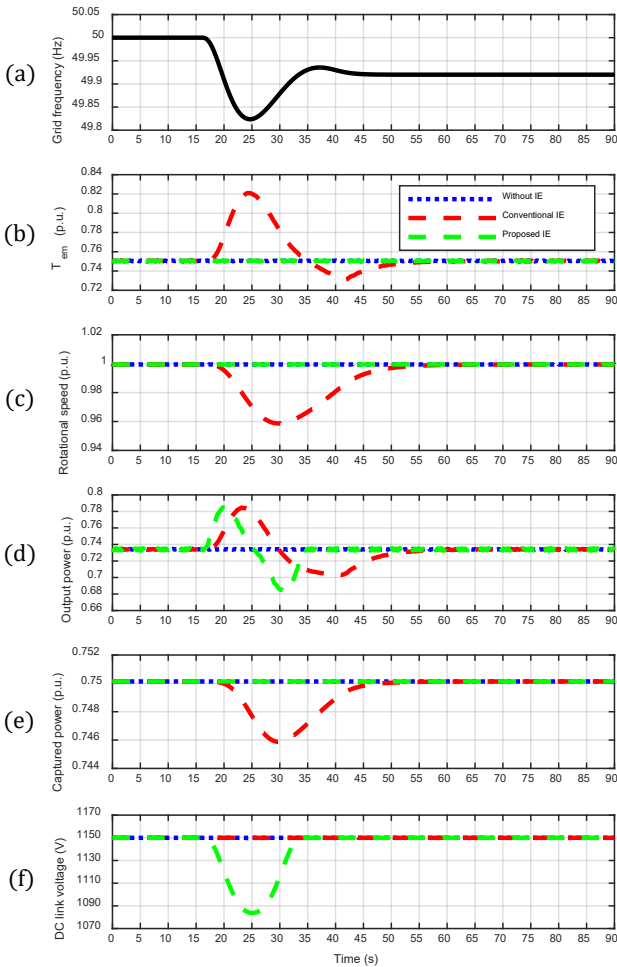 (a)
Grid frequency (Hz)
50.05
50
49.9
49.85
49.8
0 5 10 15 20 25 30 35 40 45 50 55 60 65 70 75 80 85 90
(b)
T em (p.u.)
0.84
0.8
0.76
0.74
0.72
Without IE
Conventional IE
Proposed IE
0 5 10 15 20 25 30 35 40 45 50 55 60 65 70 75 80 85 90
(c)
Rotational speed (p.u.)
1.02
1
0.98
0.96
0.94
0 5 10 15 20 25 30 35 40 45 50 55 60 65 70 75 80 85 90
(d)
Output power (p.u.)
0.8
0.76
0.74
0.7
0.68
0.66
0 5 10 15 20 25 30 35 40 45 50 55 60 65 70 75 80 85 90
(e)
Captured power (p.u.)
0.752
0.75
0.748
0.746
0.744
0 5 10 15 20 25 30 35 40 45 50 55 60 65 70 75 80 85 90
(f)
DC link voltage (V)
1170
1150
1130
1110
1090
1070
0 5 10 15 20 25 30 35 40 45 50 55 60 65 70 75 80 85 90
Time (s)